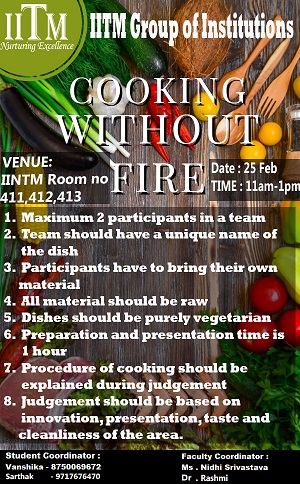 IITM
Nurturing Excellence
IITM Group of Institutions
COOKING
WITHOUT
FIRE
VENUE:
IINTM Room no
411,412,413
Date : 25 Feb
TIME : 11am-1pm
1. Maximum 2 participants in a team
2. Team should have a unique name of
the dish
3. Participants have to bring their own
material
4. All material should be raw
5. Dishes should be purely vegetarian
6. Preparation and presentation time is
1 hour
7. Procedure of cooking should be
explained during judgement
8. Judgement should be based on
innovation, presentation, taste and
cleanliness of the area.
Student Coordinator :
Vanshika - 8750069672
Sarthak - 9717676470
Faculty Coordinator :
Ms . Nidhi Srivastava
Dr . Rashmi